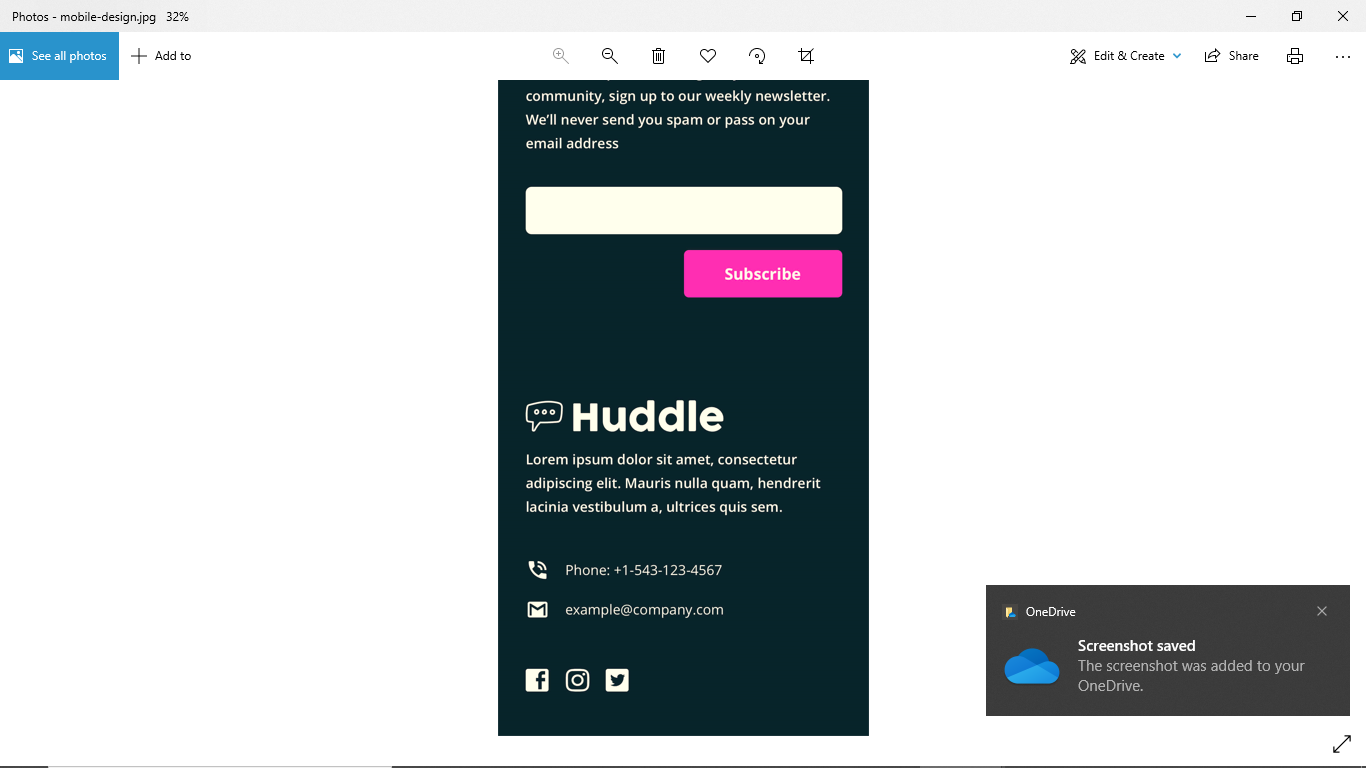 Photos - mobile-design.jpg 32%
See all photos
Add to
Edit & Create
Share
community, sign up to our weekly newsletter.
We'll never send you spam or pass on your
email address
Subscribe
Huddle
Lorem ipsum dolor sit amet, consectetur
adipiscing elit. Mauris nulla quam, hendrerit
lacinia vestibulum a, ultrices quis sem.
Phone: +1-543-123-4567
example@company.com
OneDrive
Screenshot saved
The screenshot was added to your
OneDrive.